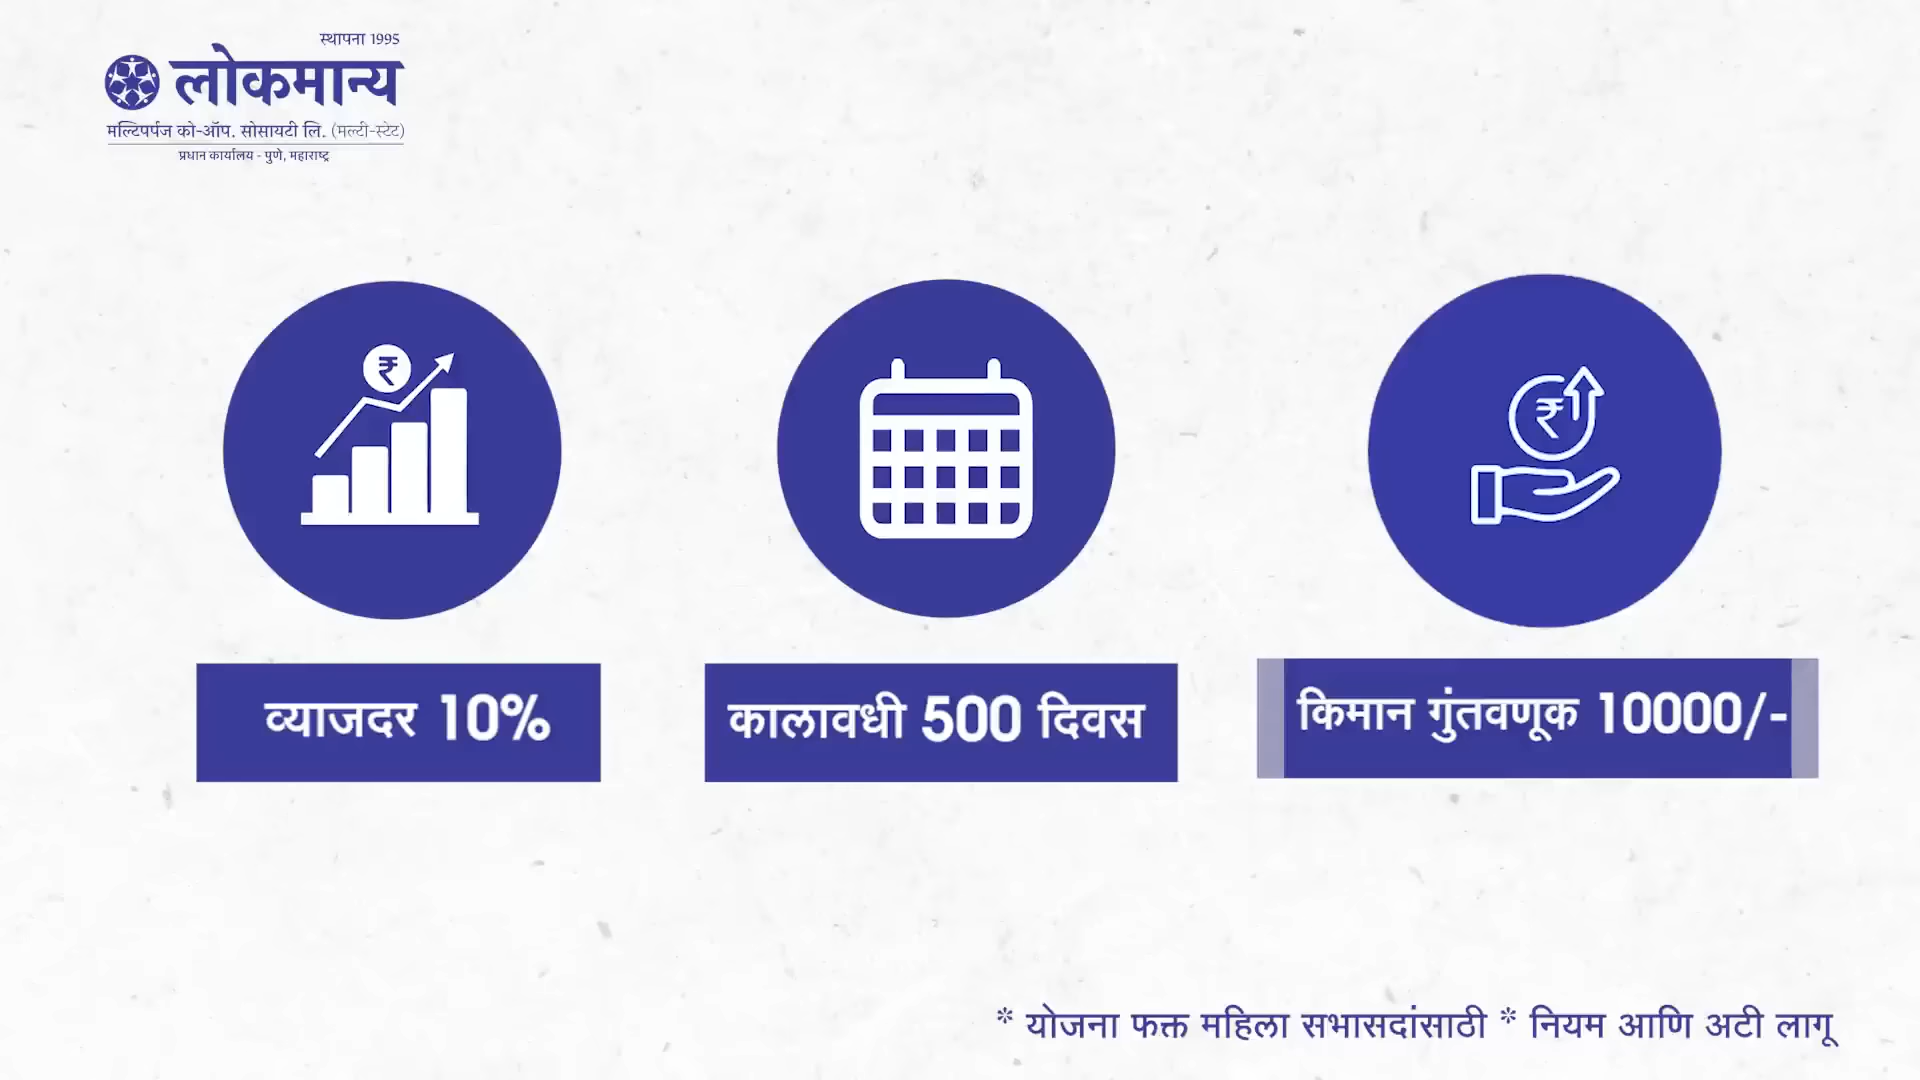 स्थापना 1995
लोकमान्य
मल्टिपर्पज को-ऑप. सोसायटी लि. (मल्टी-स्टेट)
प्रधान कार्यालय - पुणे, महाराष्ट्र
₹
₹
व्याजदर 10%
कालावधी 500 दिवस
किमान गुंतवणूक 10000/-
* योजना फक्त महिला सभासदांसाठी * नियम आणि अटी लागू